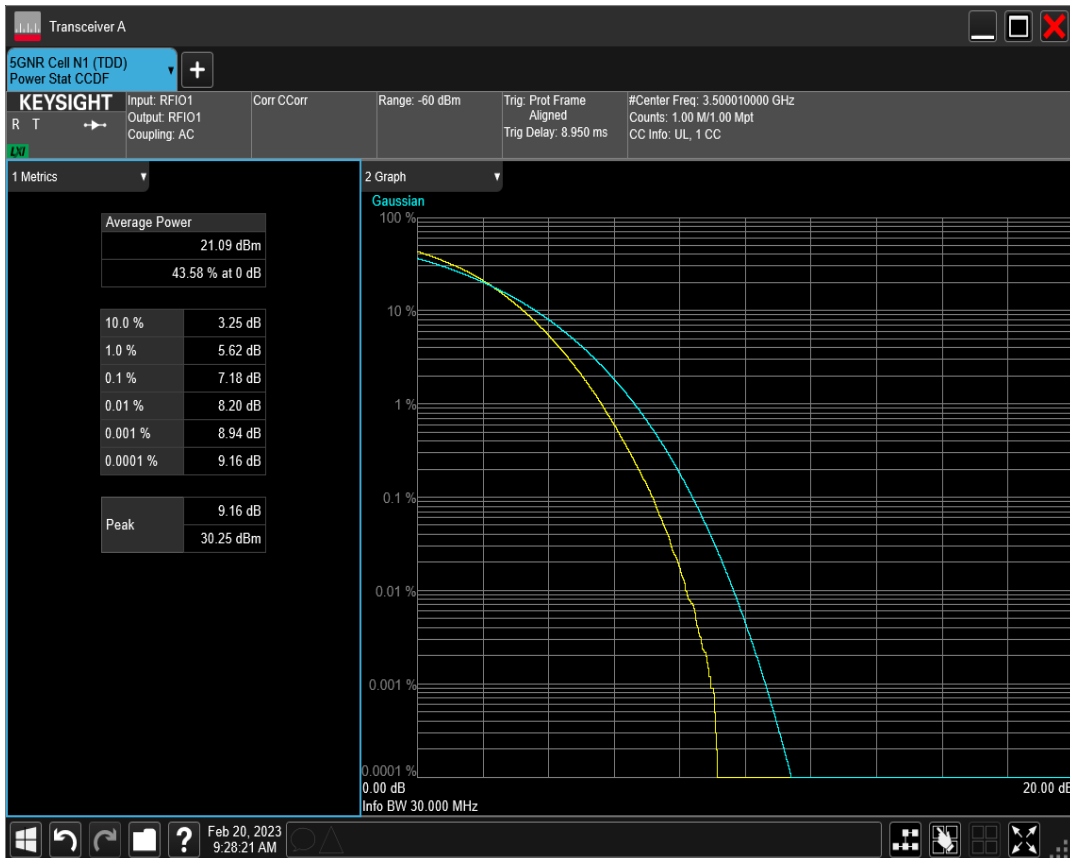 Transceiver A
5GNR Cell N1 (TDD)
Power Stat CCDF
+
KEYSIGHT
R T
LXI
Input: RFIO1
Output: RFIO1
Coupling: AC
Corr CCorr
Range: -60 dBm
Trig: Prot Frame
Aligned
Trig Delay: 8.950 ms
#Center Freq: 3.500010000 GHz
Counts: 1.00 M/1.00 Mpt
CC Info: UL, 1 CC
1 Metrics
Average Power
21.09 dBm
43.58 % at 0 dB
10.0 % 3.25 dB
1.0 % 5.62 dB
0.1 % 7.18 dB
0.01 % 8.20 dB
0.001 % 8.94 dB
0.0001 % 9.16 dB
Peak
9.16 dB
30.25 dBm
2 Graph
Gaussian
100 %
10 %
1 %
0.1 %
0.01 %
0.001 %
0.0001 %
0.00 dB 20.00 dB
Info BW 30.000 MHz
?
Feb 20, 2023
9:28:21 AM